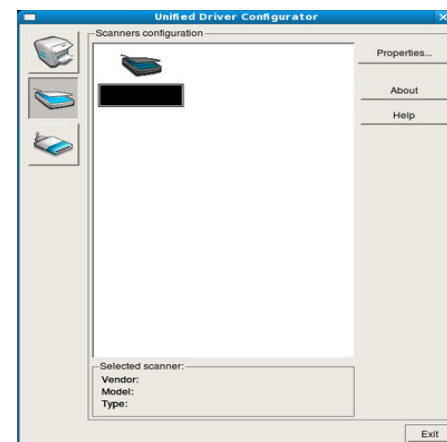 Unified Driver Configurator
Scanners configuration
Properties...
About
Help
Selected scanner:
Vendor:
Model:
Type:
Exit